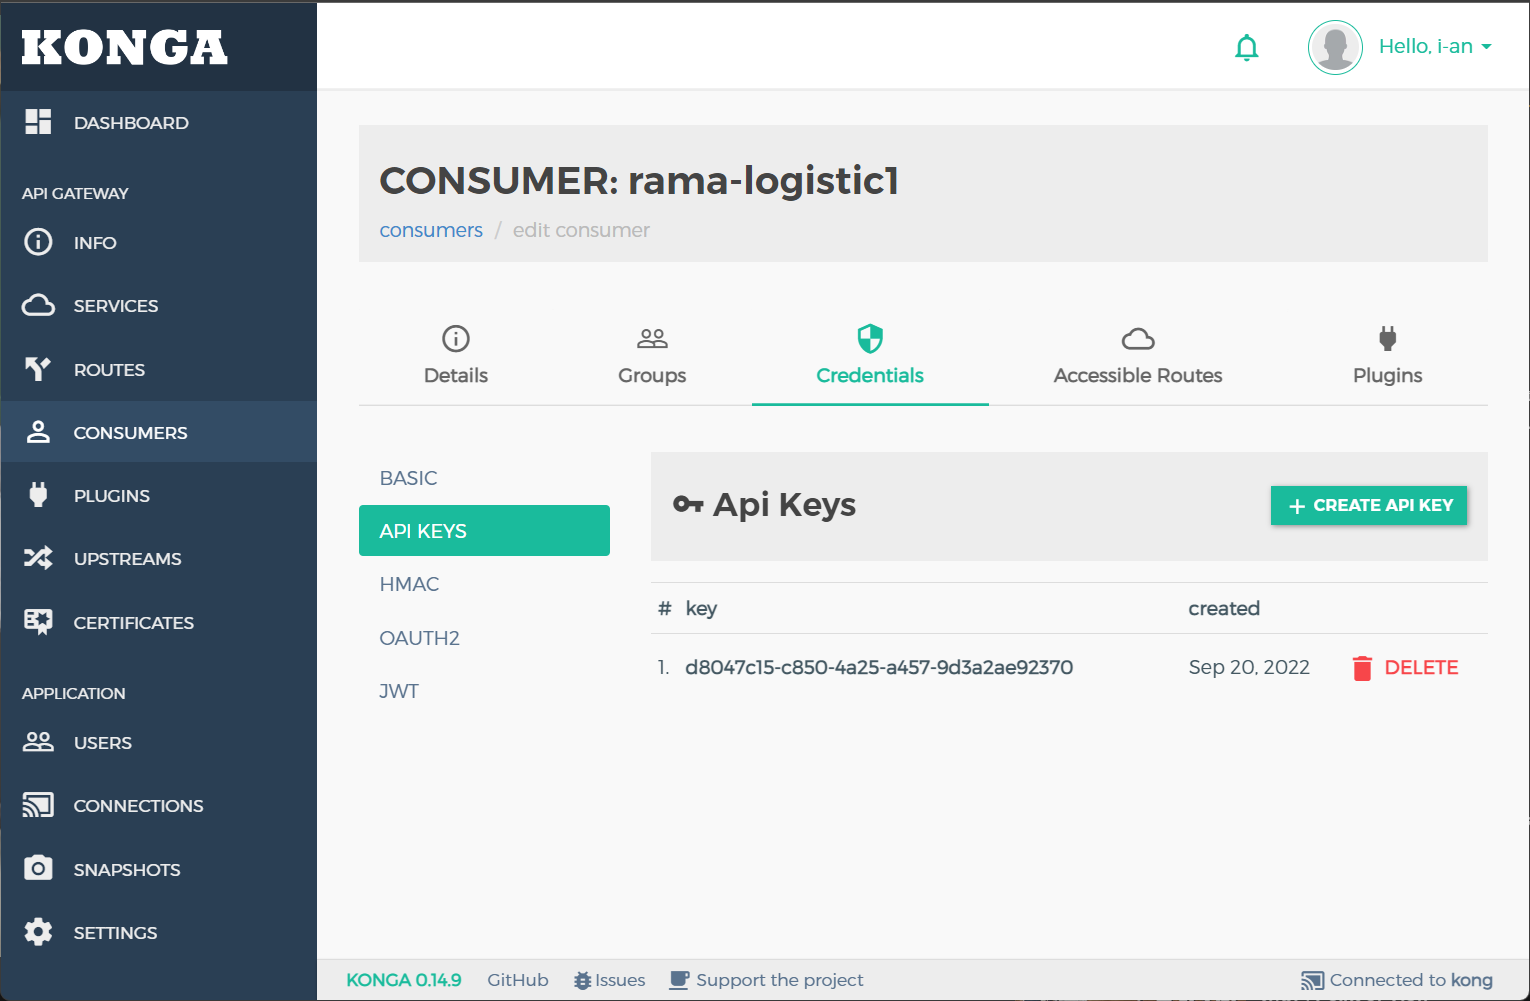 KONGA
Hello, i-an
DASHBOARD
API GATEWAY
INFO
SERVICES
ROUTES
CONSUMERS
PLUGINS
UPSTREAMS
CERTIFICATES
APPLICATION
USERS
CONNECTIONS
SNAPSHOTS
SETTINGS
CONSUMER: rama-logistic1
consumers / edit consumer
Details Groups Credentials Accessible Routes Plugins
BASIC
API KEYS
HMAC
OAUTH2
JWT
Api Keys + CREATE API KEY
# key created
1. d8047c15-c850-4a25-a457-9d3a2ae92370 Sep 20, 2022 DELETE
KONGA 0.14.9 GitHub Issues Support the project Connected to kong